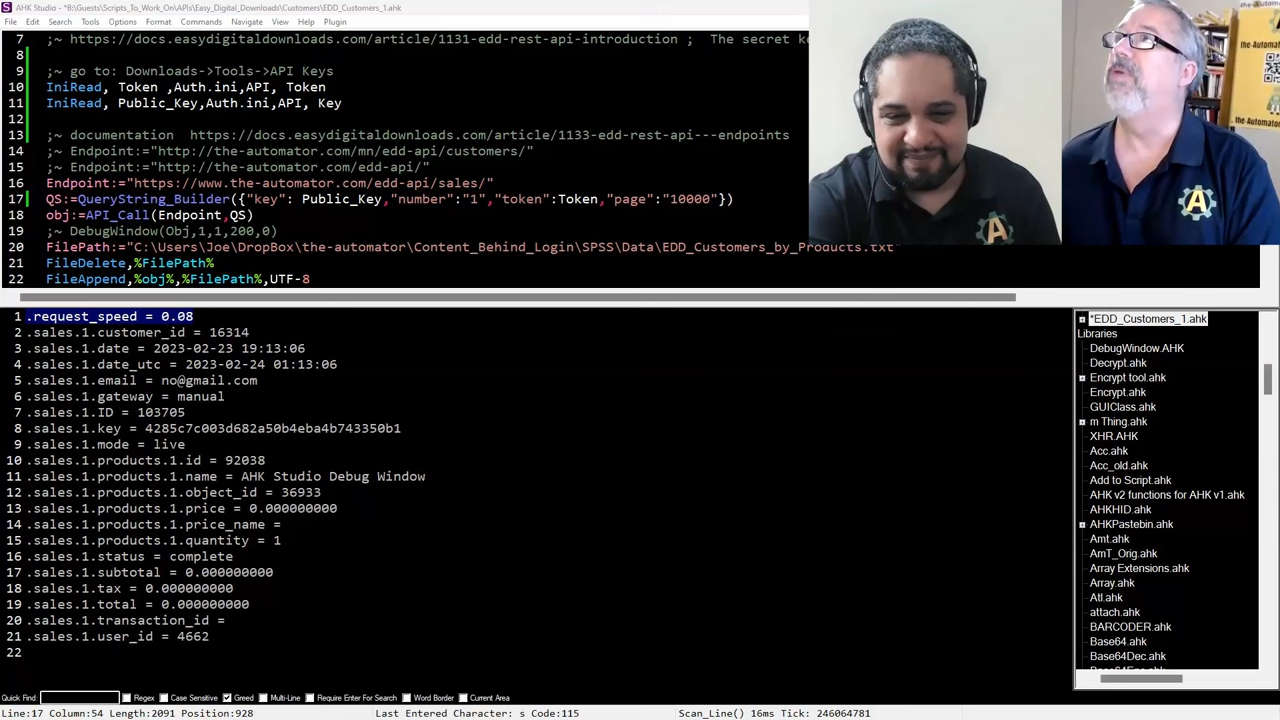 AHK Studio - *B:\Guests\Scripts_To_Work_On\APIs\Easy_Digital_Downloads\Customers\EDD_Customers_1.ahk
File Edit Search Tools Options Format Commands Navigate View Help Plugin
7 ;~ https://docs.easydigitaldownloads.com/article/1131-edd-rest-api-introduction ; The secret k
8
9 ;~ go to: Downloads->Tools->API Keys
10 IniRead, Token ,Auth.ini,API, Token
11 IniRead, Public_Key,Auth.ini,API, Key
12
13 ;~ documentation https://docs.easydigitaldownloads.com/article/1133-edd-rest-api---endpoints
14 ;~ Endpoint:="http://the-automator.com/mn/edd-api/customers/"
15 ;~ Endpoint:="http://the-automator.com/edd-api/"
16 Endpoint:="https://www.the-automator.com/edd-api/sales/"
17 QS:=QueryString_Builder({"key": Public_Key,"number":"1","token":Token,"page":"10000"})
18 obj:=API_Call(Endpoint,QS)
19 ;~ DebugWindow(Obj,1,1,200,0)
20 FilePath:="C:\Users\Joe\DropBox\the-automator\Content_Behind_Login\SPSS\Data\EDD_Customers_by_Products.txt"
21 FileDelete,%FilePath%
22 FileAppend,%obj%,%FilePath%,UTF-8
the-Automator
1 .request_speed = 0.08
2 .sales.1.customer_id = 16314
3 .sales.1.date = 2023-02-23 19:13:06
4 .sales.1.date_utc = 2023-02-24 01:13:06
5 .sales.1.email = no@gmail.com
6 .sales.1.gateway = manual
7 .sales.1.ID = 103705
8 .sales.1.key = 4285c7c003d682a50b4eba4b743350b1
9 .sales.1.mode = live
10 .sales.1.products.1.id = 92038
11 .sales.1.products.1.name = AHK Studio Debug Window
12 .sales.1.products.1.object_id = 36933
13 .sales.1.products.1.price = 0.000000000
14 .sales.1.products.1.price_name =
15 .sales.1.products.1.quantity = 1
16 .sales.1.status = complete
17 .sales.1.subtotal = 0.000000000
18 .sales.1.tax = 0.000000000
19 .sales.1.total = 0.000000000
20 .sales.1.transaction_id =
21 .sales.1.user_id = 4662
22
*EDD_Customers_1.ahk
Libraries
DebugWindow.AHK
Decrypt.ahk
Encrypt tool.ahk
Encrypt.ahk
GUIClass.ahk
m Thing.ahk
XHR.AHK
Acc.ahk
Acc_old.ahk
Add to Script.ahk
AHK v2 functions for AHK v1.ahk
AHKHID.ahk
AHKPastebin.ahk
Amt.ahk
AmT_Orig.ahk
Array Extensions.ahk
Array.ahk
Atl.ahk
attach.ahk
BARCODER.ahk
Base64.ahk
Base64Dec.ahk
Base64Enc.ahk
Quick Find: Regex Case Sensitive Greed Multi-Line Require Enter For Search Word Border Current Area
Line:17 Column:54 Length:2091 Position:928 Last Entered Character: s Code:115 Scan_Line() 16ms Tick: 246064781